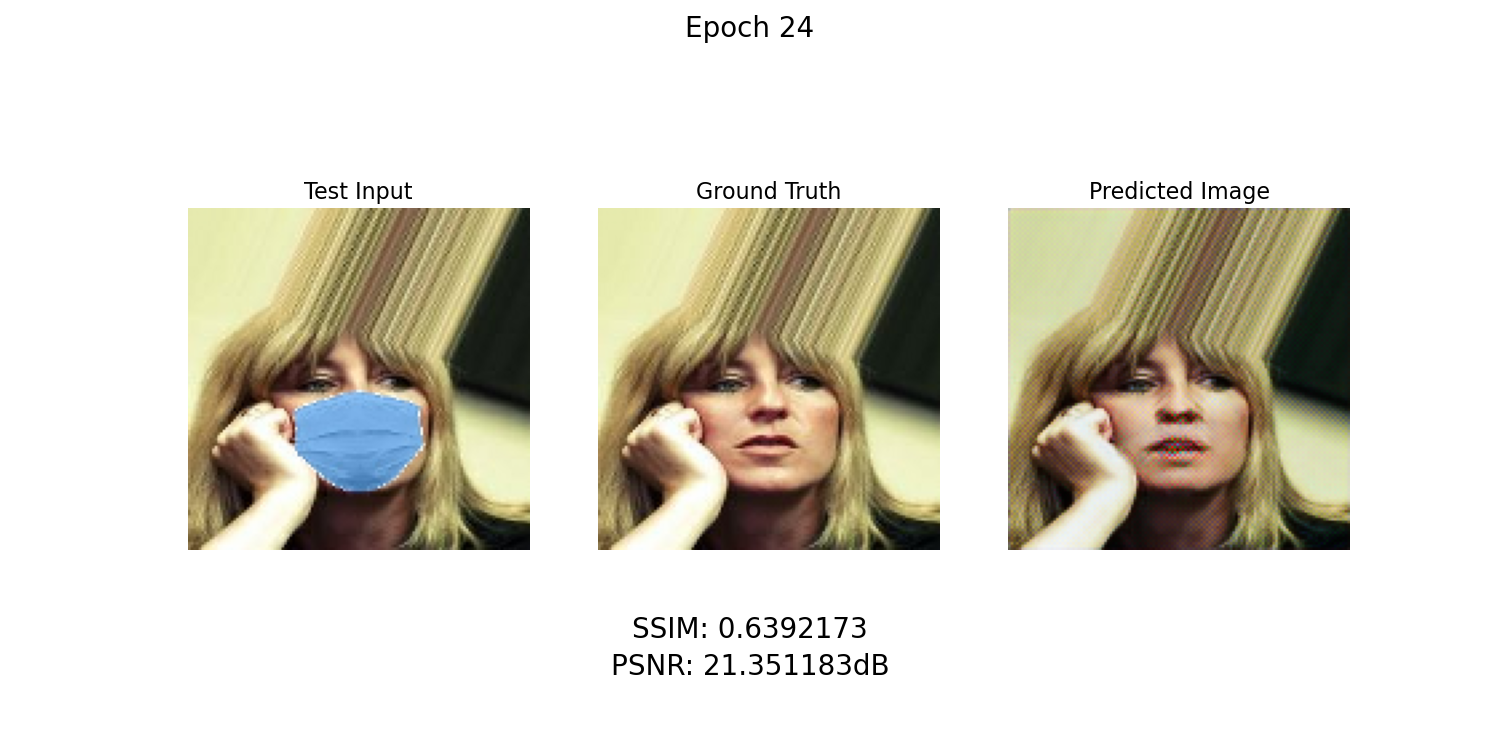 Epoch 24
Test Input
Ground Truth
Predicted Image
SSIM: 0.6392173
PSNR: 21.351183dB